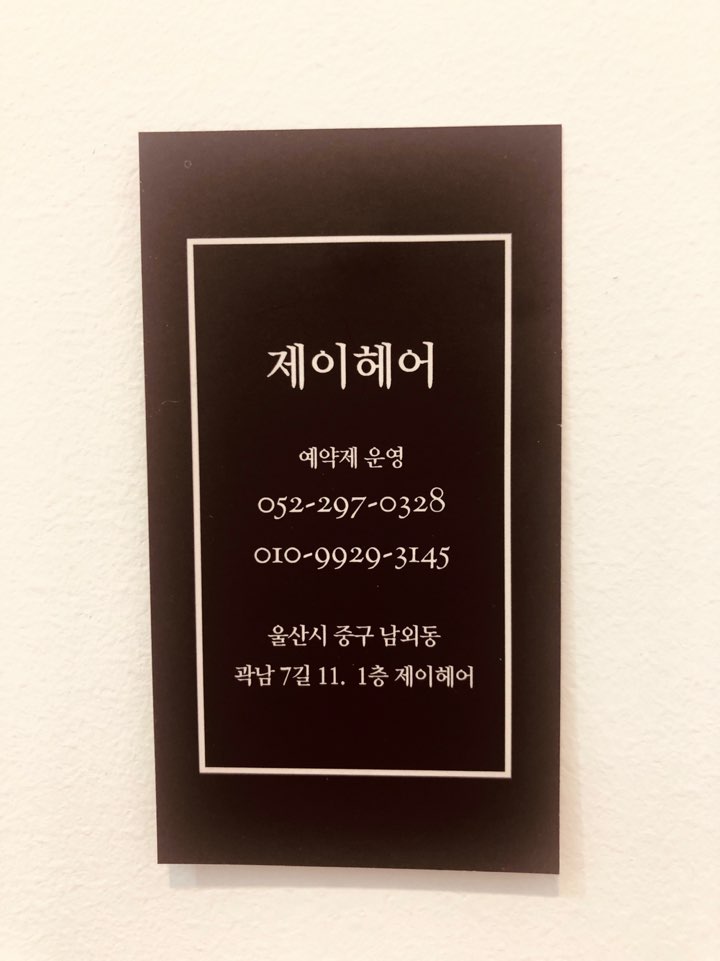 제이헤어
예약제 운영
052-297-0328
010-9929-3145
울산시 중구 남외동
곽남 7길 11. 1층 제이헤어